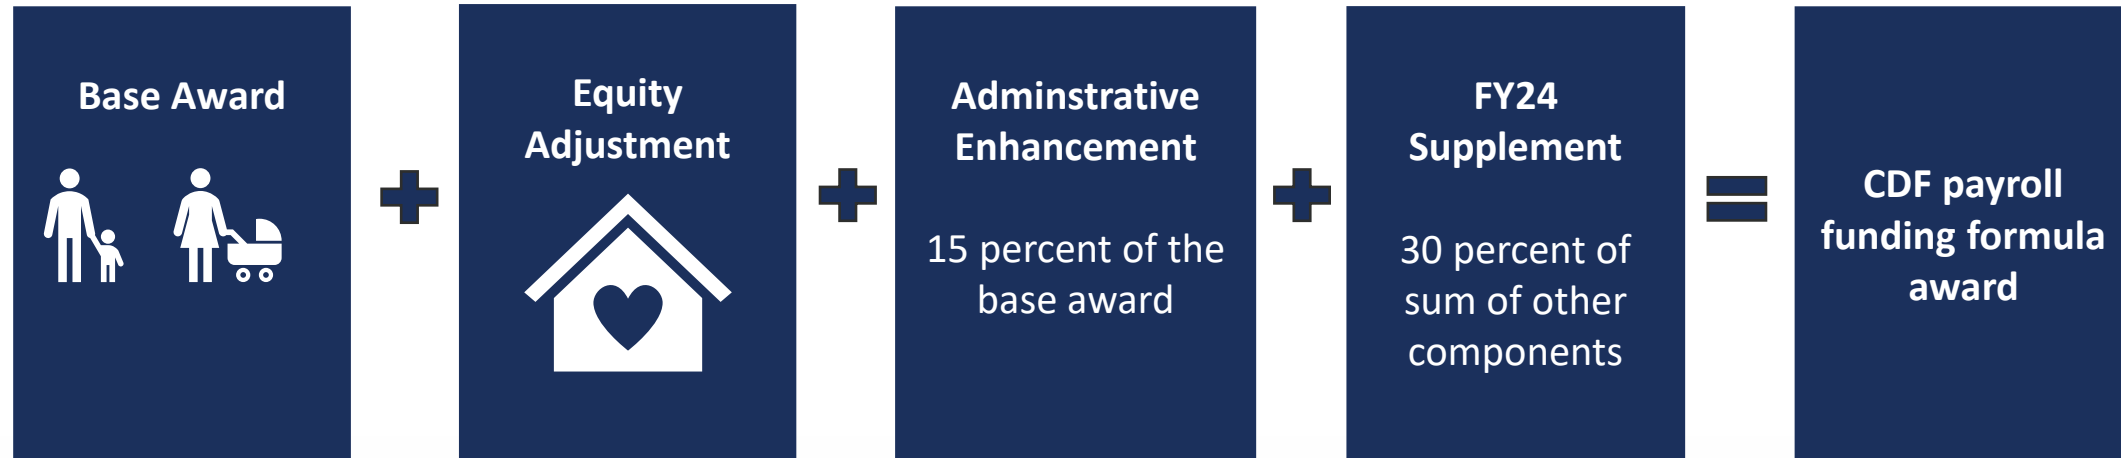 Base Award
Equity
Adjustment
Adminstrative
Enhancement
15 percent of the
base award
FY24
Supplement
30 percent of
sum of other
components
CDF payroll
funding formula
award